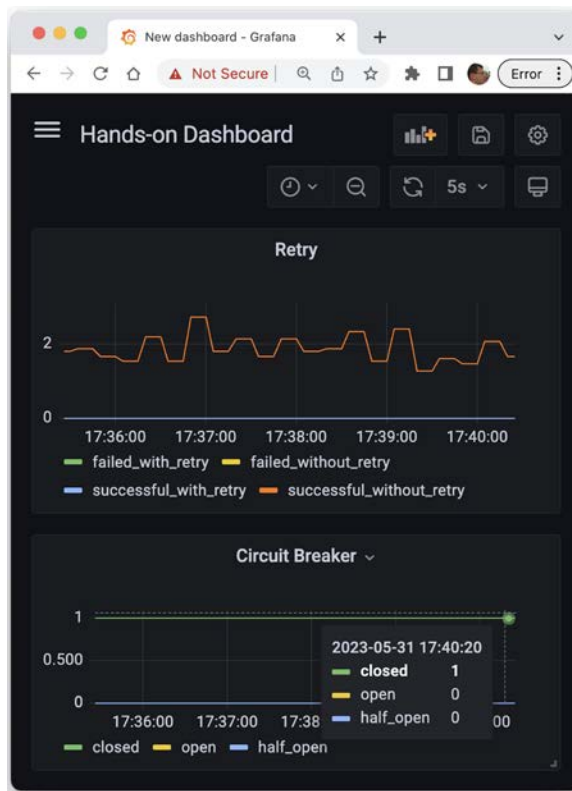 New dashboard - Grafana
Not Secure
Error
Hands-on Dashboard
5s
Retry
2
0
17:36:00 17:37:00 17:38:00 17:39:00 17:40:00
failed_with_retry failed_without_retry
successful_with_retry successful_without_retry
Circuit Breaker
1
0.500
0
17:36:00 17:37:00 17:38 00
2023-05-31 17:40:20
closed 1
open 0
half_open 0
closed open half_open